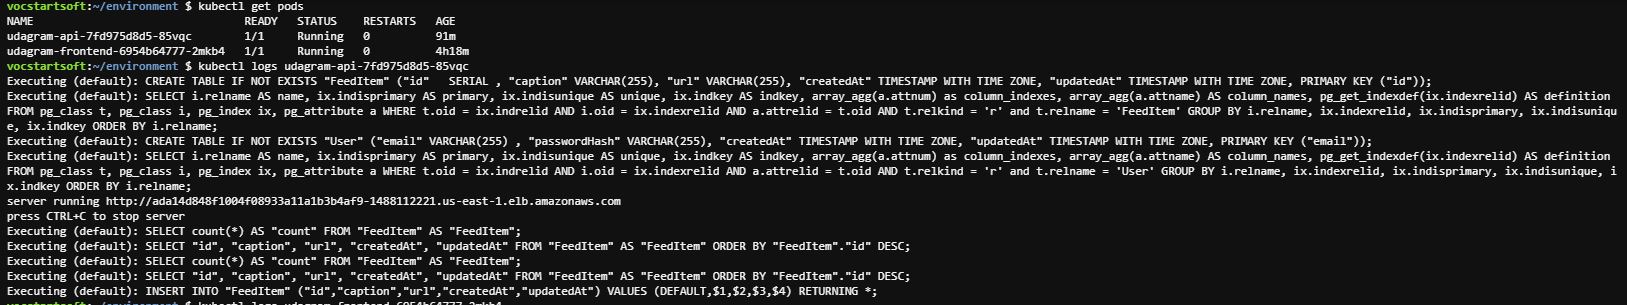 vocstartsoft:~/environment $ kubectl get pods
NAME                                 READY   STATUS    RESTARTS   AGE
udagram-api-7fd975d8d5-85vqc         1/1     Running   0          91m
udagram-frontend-6954b64777-2mkb4    1/1     Running   0          4h18m
vocstartsoft:~/environment $ kubectl logs udagram-api-7fd975d8d5-85vqc
Executing (default): CREATE TABLE IF NOT EXISTS "FeedItem" ("id"   SERIAL , "caption" VARCHAR(255), "url" VARCHAR(255), "createdAt" TIMESTAMP WITH TIME ZONE, "updatedAt" TIMESTAMP WITH TIME ZONE, PRIMARY KEY ("id"));
Executing (default): SELECT i.relname AS name, ix.indisprimary AS primary, ix.indisunique AS unique, ix.indkey AS indkey, array_agg(a.attnum) as column_indexes, array_agg(a.attname) AS column_names, pg_get_indexdef(ix.indexrelid) AS definition
FROM pg_class t, pg_class i, pg_index ix, pg_attribute a WHERE t.oid = ix.indrelid AND i.oid = ix.indexrelid AND a.attrelid = t.oid AND t.relkind = 'r' and t.relname = 'FeedItem' GROUP BY i.relname, ix.indexrelid, ix.indisprimary, ix.indisuniqu
e, ix.indkey ORDER BY i.relname;
Executing (default): CREATE TABLE IF NOT EXISTS "User" ("email" VARCHAR(255) , "passwordHash" VARCHAR(255), "createdAt" TIMESTAMP WITH TIME ZONE, "updatedAt" TIMESTAMP WITH TIME ZONE, PRIMARY KEY ("email"));
Executing (default): SELECT i.relname AS name, ix.indisprimary AS primary, ix.indisunique AS unique, ix.indkey AS indkey, array_agg(a.attnum) as column_indexes, array_agg(a.attname) AS column_names, pg_get_indexdef(ix.indexrelid) AS definition
FROM pg_class t, pg_class i, pg_index ix, pg_attribute a WHERE t.oid = ix.indrelid AND i.oid = ix.indexrelid AND a.attrelid = t.oid AND t.relkind = 'r' and t.relname = 'User' GROUP BY i.relname, ix.indexrelid, ix.indisprimary, ix.indisunique, i
x.indkey ORDER BY i.relname;
server running http://ada14d848f1004f08933a11a1b3b4af9-1488112221.us-east-1.elb.amazonaws.com
press CTRL+C to stop server
Executing (default): SELECT count(*) AS "count" FROM "FeedItem" AS "FeedItem";
Executing (default): SELECT "id", "caption", "url", "createdAt", "updatedAt" FROM "FeedItem" AS "FeedItem" ORDER BY "FeedItem"."id" DESC;
Executing (default): SELECT count(*) AS "count" FROM "FeedItem" AS "FeedItem";
Executing (default): SELECT "id", "caption", "url", "createdAt", "updatedAt" FROM "FeedItem" AS "FeedItem" ORDER BY "FeedItem"."id" DESC;
Executing (default): INSERT INTO "FeedItem" ("id","caption","url","createdAt","updatedAt") VALUES (DEFAULT,$1,$2,$3,$4) RETURNING *;
vocstartsoft:~/environment $ kubectl logs udagram-frontend-6954b64777-2mkb4